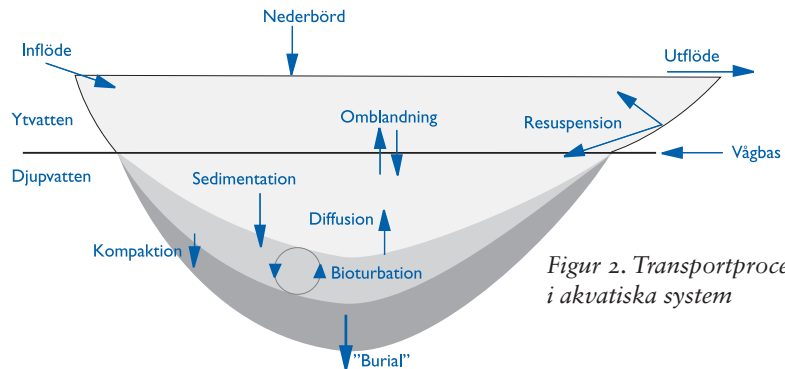 Nederbörd
Inflöde
Utflöde
Ytvatten
Omblandning
Resuspension
Vågbas
Djupvatten
Sedimentation
Diffusion
Kompaktion
Bioturbation
Figur 2. Transportproce
i akvatiska system
"Burial"